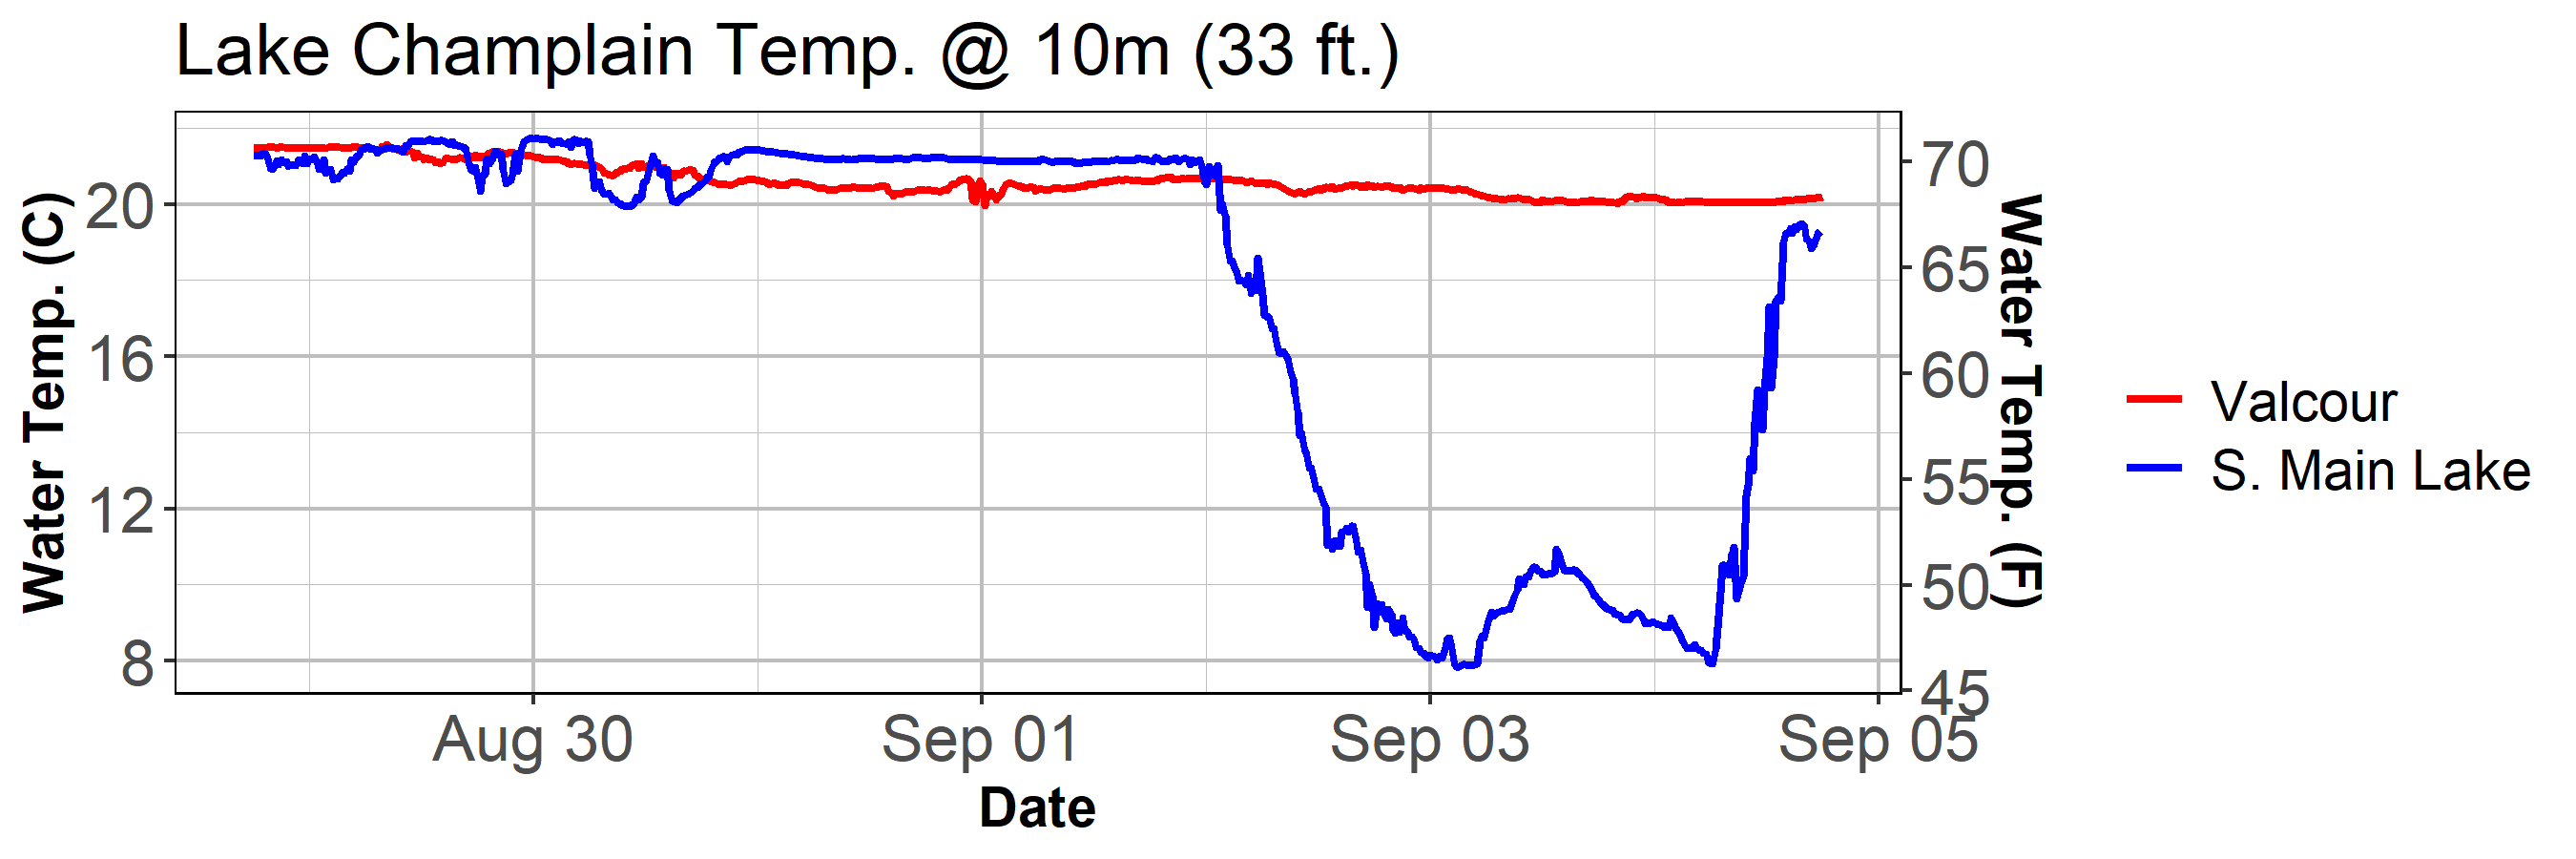 Lake Champlain Temp. @ 10m (33 ft.)
Water Temp. (C)
20
16
12
8
70
65
60
55
50
45
Water Temp. (F)
Aug 30
Sep 01
Sep 03
Sep 05
Date
Valcour
S. Main Lake